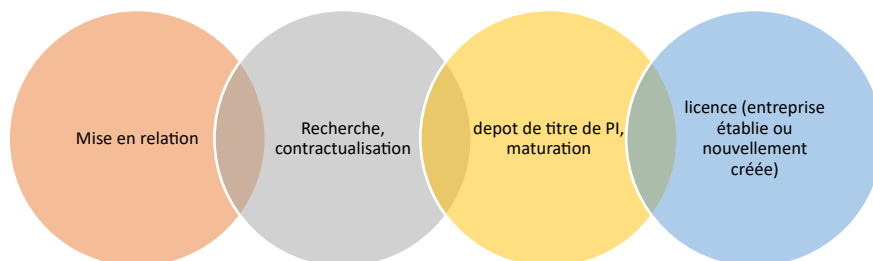 Mise en relation
Recherche,
contractualisation
depot de titre de PI,
maturation
licence (entreprise
établie ou
nouvellement
créée)